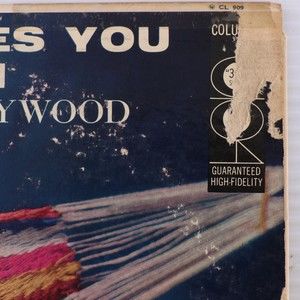 CL 909
ES YOU
COLU
YWOOD
GUARANTEED
HIGH-FIDELITY